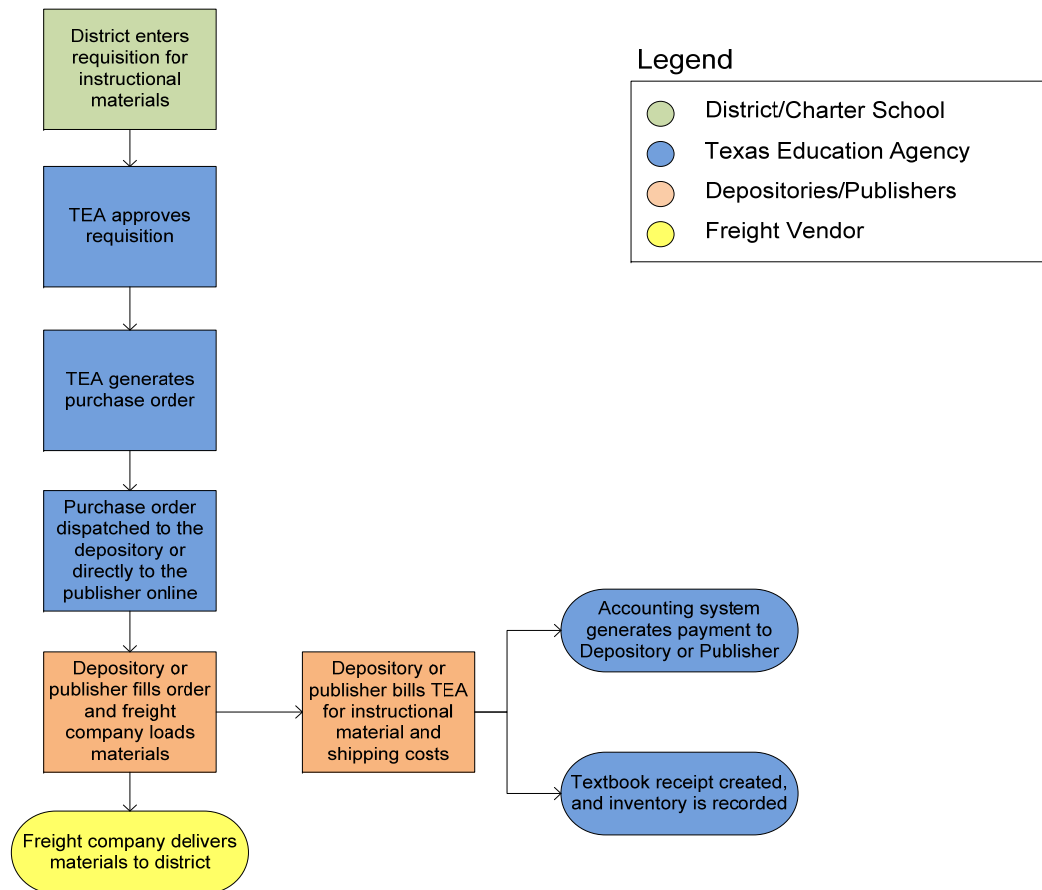 District enters
requisition for
instructional
materials
Legend
District/Charter School
Texas Education Agency
Depositories/Publishers
Freight Vendor
TEA approves
requisition
TEA generates
purchase order
Purchase order
dispatched to the
depository or
directly to the
publisher online
Depository or
publisher fills order
and freight
company loads
materials
Depository or
publisher bills TEA
for instructional
material and
shipping costs
Accounting system
generates payment to
Depository or Publisher
Textbook receipt created,
and inventory is recorded
Freight company delivers
materials to district